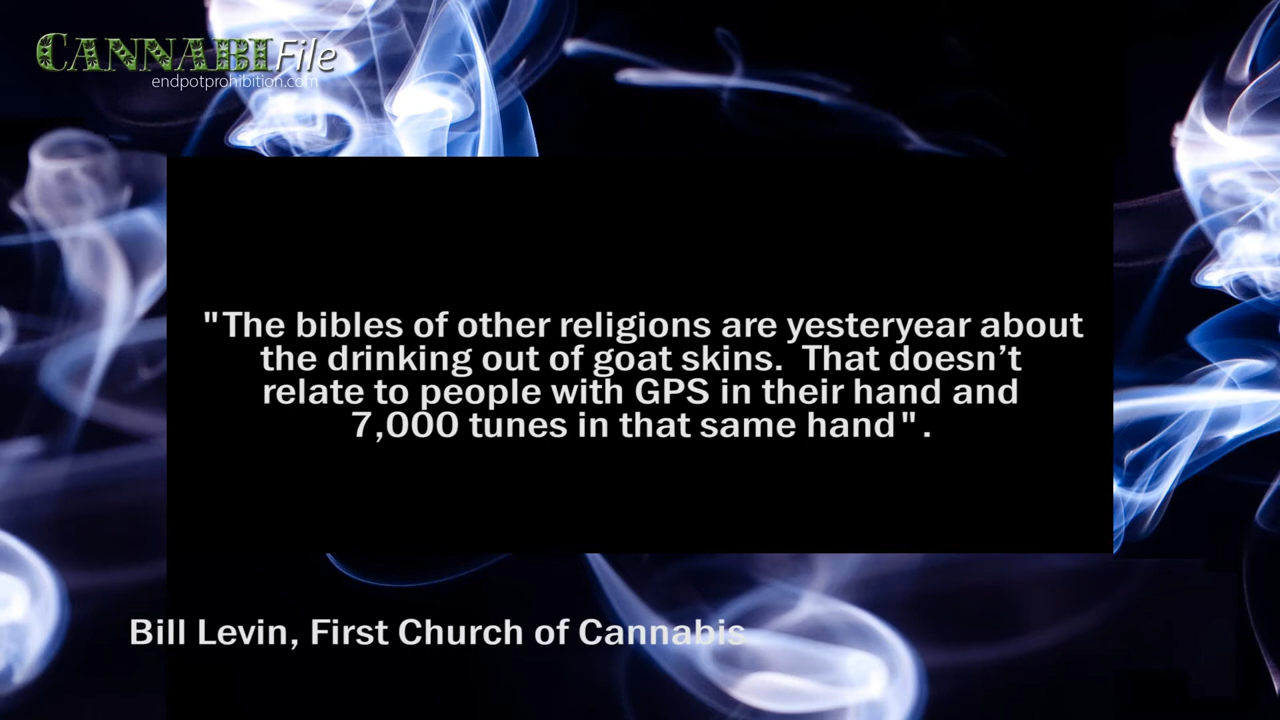 CANNABIFile
endpotprohibition.com
"The bibles of other religions are yesteryear about
the drinking out of goat skins.  That doesn’t
relate to people with GPS in their hand and
7,000 tunes in that same hand".
Bill Levin, First Church of Cannabis